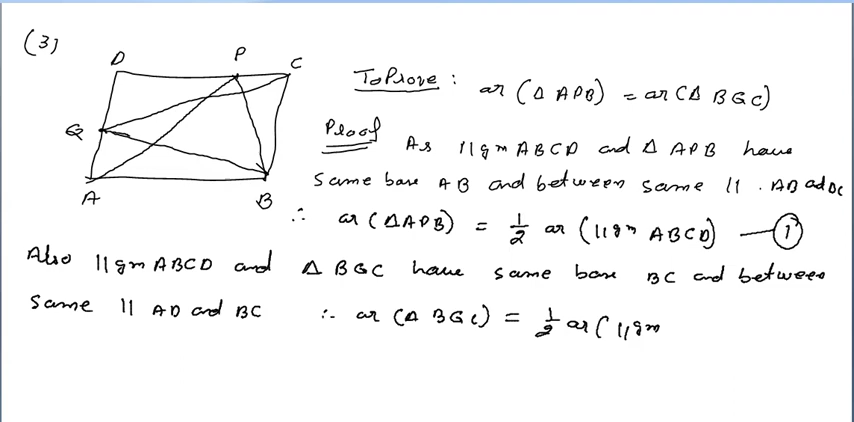 (3)
D P C
Q
A B
To Prove : ar (Δ APB) = ar (Δ BQC)
Proof As ||gm ABCD and Δ APB have
same base AB and between same || . AB and DC
∴ ar (ΔAPB) = 1/2 ar (||gm ABCD) — ①
Also ||gm ABCD and Δ BQC have same base BC and between
same || AD and BC ∴ ar (Δ BQC) = 1/2 ar ( ||gm